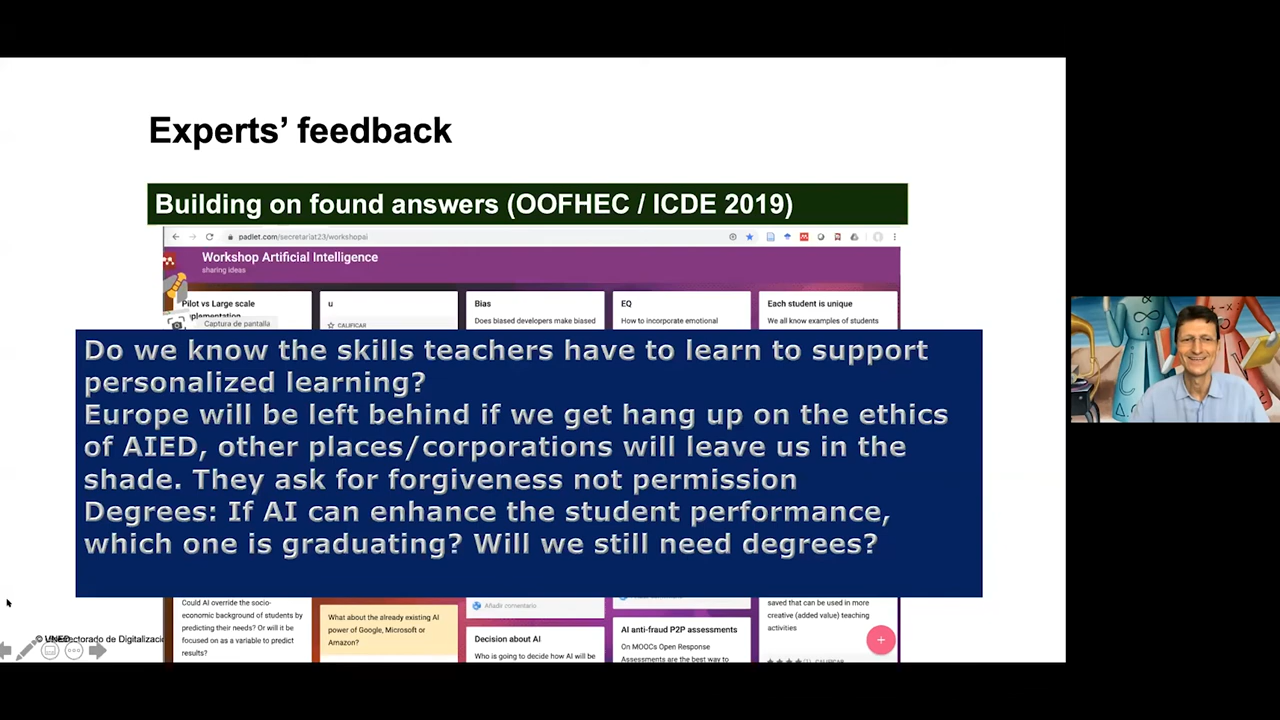 Experts’ feedback
Building on found answers (OOFHEC / ICDE 2019)
padlet.com/secretariat23/workshopai
Workshop Artificial Intelligence
sharing ideas
Pilot vs Large scale
u
Bias
EQ
Each student is unique
Captura de pantalla
CALIFICAR
Does biased developers make biased
How to incorporate emotional
We all know examples of students
Do we know the skills teachers have to learn to support
personalized learning?
Europe will be left behind if we get hang up on the ethics
of AIED, other places/corporations will leave us in the
shade. They ask for forgiveness not permission
Degrees: If AI can enhance the student performance,
which one is graduating? Will we still need degrees?
Could AI override the socio-
economic background of students
by predicting their needs? Or will it be
focused on as a variable to predict
results?
What about the already existing AI
power of Google, Microsoft or
Amazon?
Añadir comentario
Decision about AI
Who is going to decide how AI will be
AI anti-fraud P2P assessments
On MOOCs Open Response
Assessments are the best way to
saved that can be used in more
creative (added value) teaching
activities
CALIFICAR
© UNED